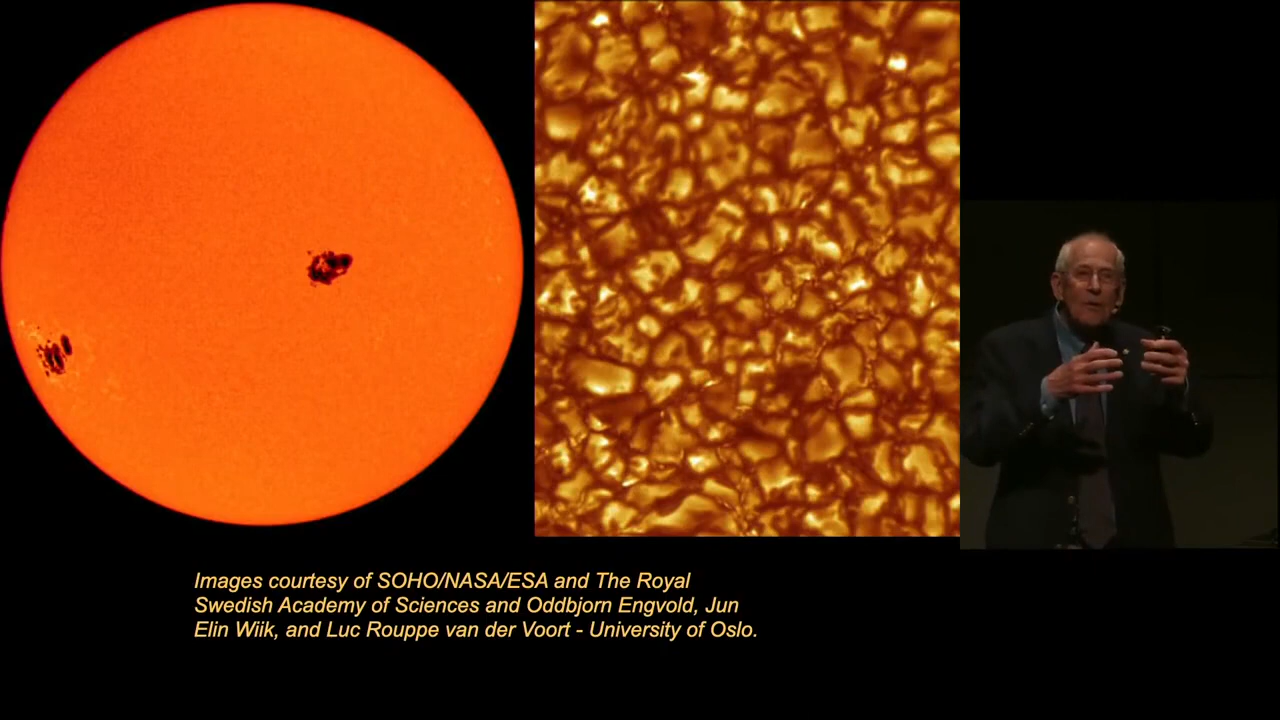 Images courtesy of SOHO/NASA/ESA and The Royal
Swedish Academy of Sciences and Oddbjorn Engvold, Jun
Elin Wiik, and Luc Rouppe van der Voort - University of Oslo.